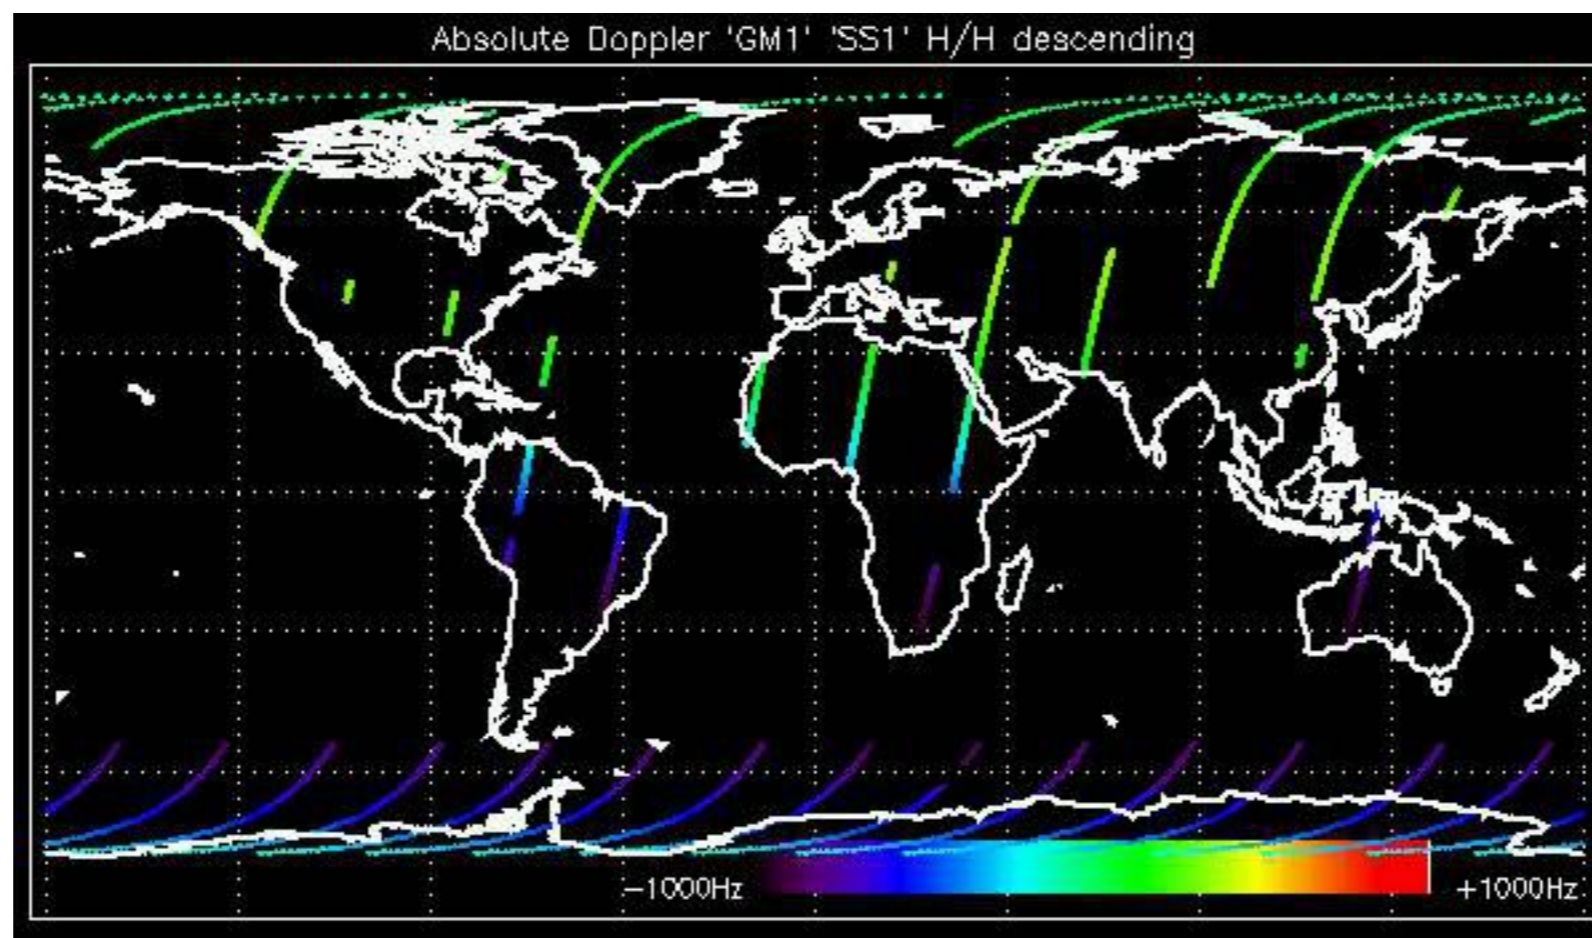 Absolute Doppler 'GM1' 'SS1' H/H descending
−1000Hz
+1000Hz